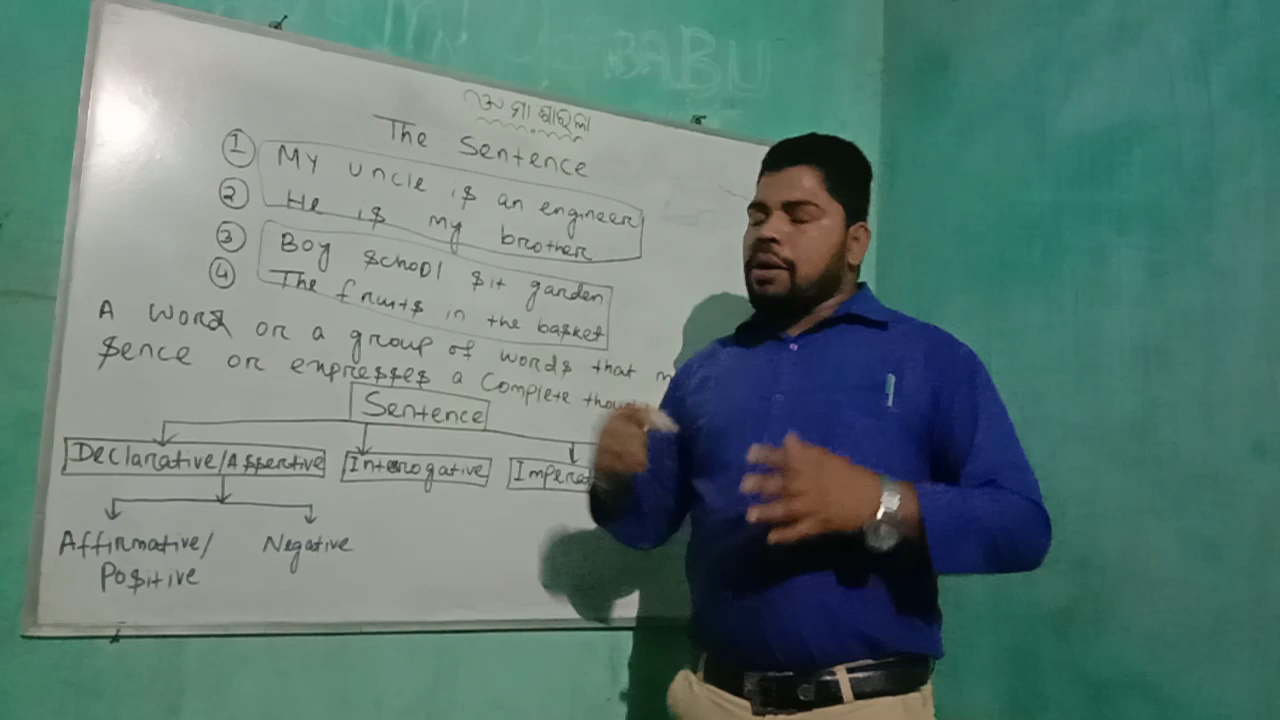 BABU
The Sentence
1 My uncle is an engineer
2 He is my brother
3 Boy school sit garden
4 The fruits in the basket
A word or a group of words that
sence or expresses a complete
Sentence
Declarative/Assertive Interrogative
Affirmative/ Negative
Positive